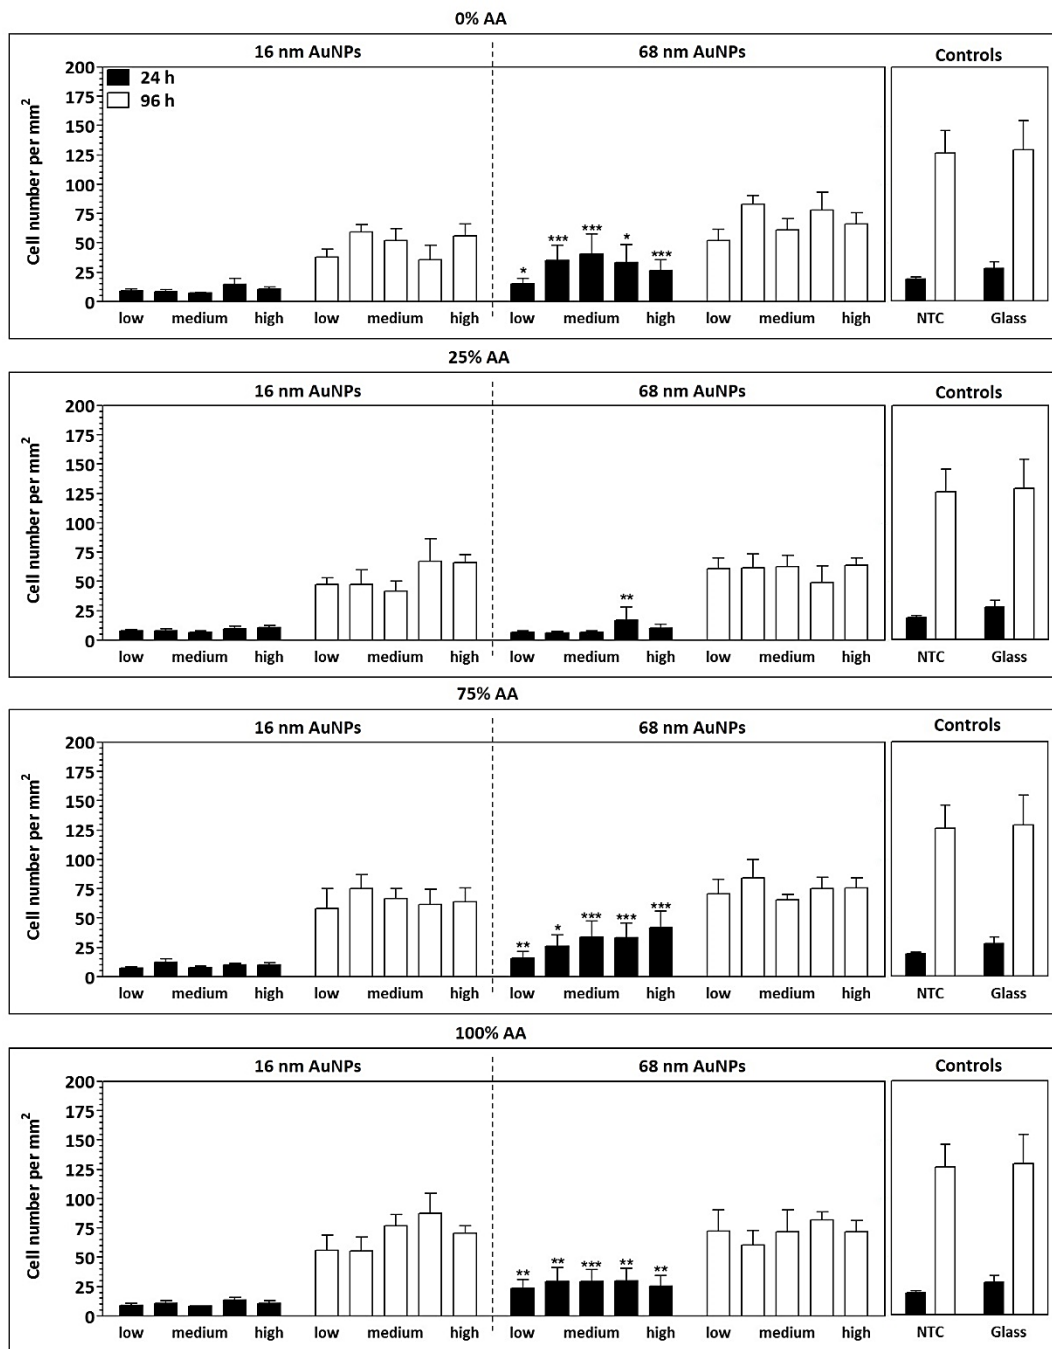 0% AA
16 nm AuNPs 68 nm AuNPs Controls
24 h
96 h
Cell number per mm²
200
175
150
125
100
75
50
25
0
* *** *** * ***
low medium high low medium high low medium high low medium high NTC Glass
25% AA
16 nm AuNPs 68 nm AuNPs Controls
Cell number per mm²
200
175
150
125
100
75
50
25
0
**
low medium high low medium high low medium high low medium high NTC Glass
75% AA
16 nm AuNPs 68 nm AuNPs Controls
Cell number per mm²
200
175
150
125
100
75
50
25
0
** * *** *** ***
low medium high low medium high low medium high low medium high NTC Glass
100% AA
16 nm AuNPs 68 nm AuNPs Controls
Cell number per mm²
200
175
150
125
100
75
50
25
0
** ** *** ** **
low medium high low medium high low medium high low medium high NTC Glass